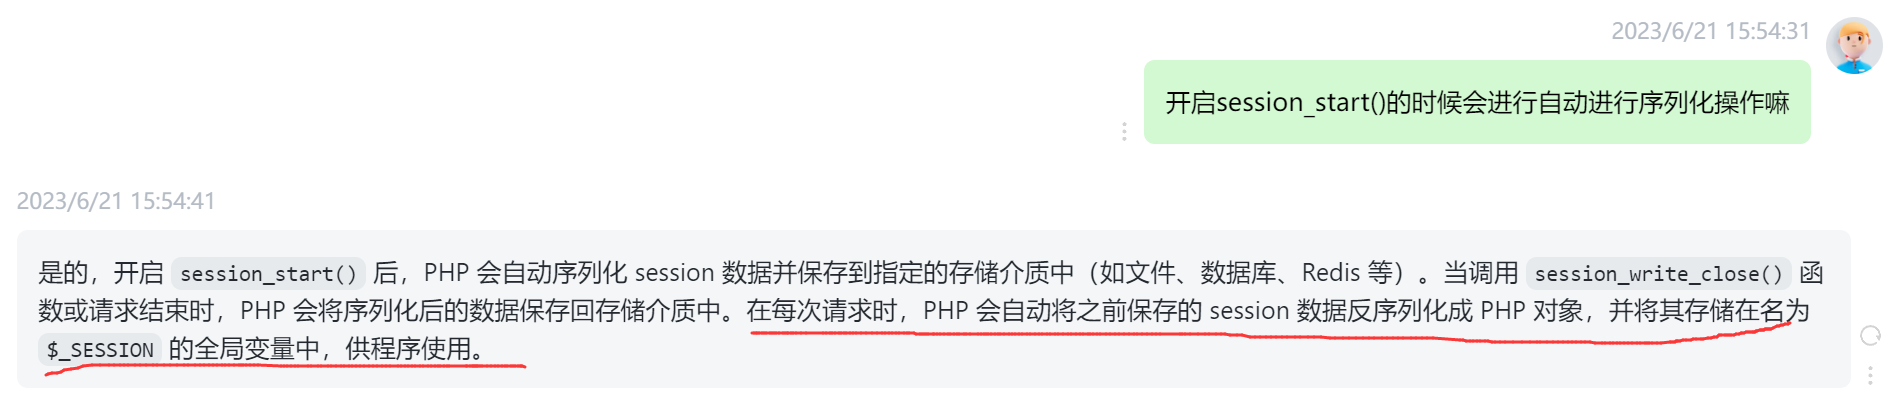 2023/6/21 15:54:31
开启session_start()的时候会进行自动进行序列化操作嘛
2023/6/21 15:54:41
是的，开启 session_start() 后，PHP 会自动序列化 session 数据并保存到指定的存储介质中（如文件、数据库、Redis 等）。当调用 session_write_close() 函
数或请求结束时，PHP 会将序列化后的数据保存回存储介质中。在每次请求时，PHP 会自动将之前保存的 session 数据反序列化成 PHP 对象，并将其存储在名为
$_SESSION 的全局变量中，供程序使用。